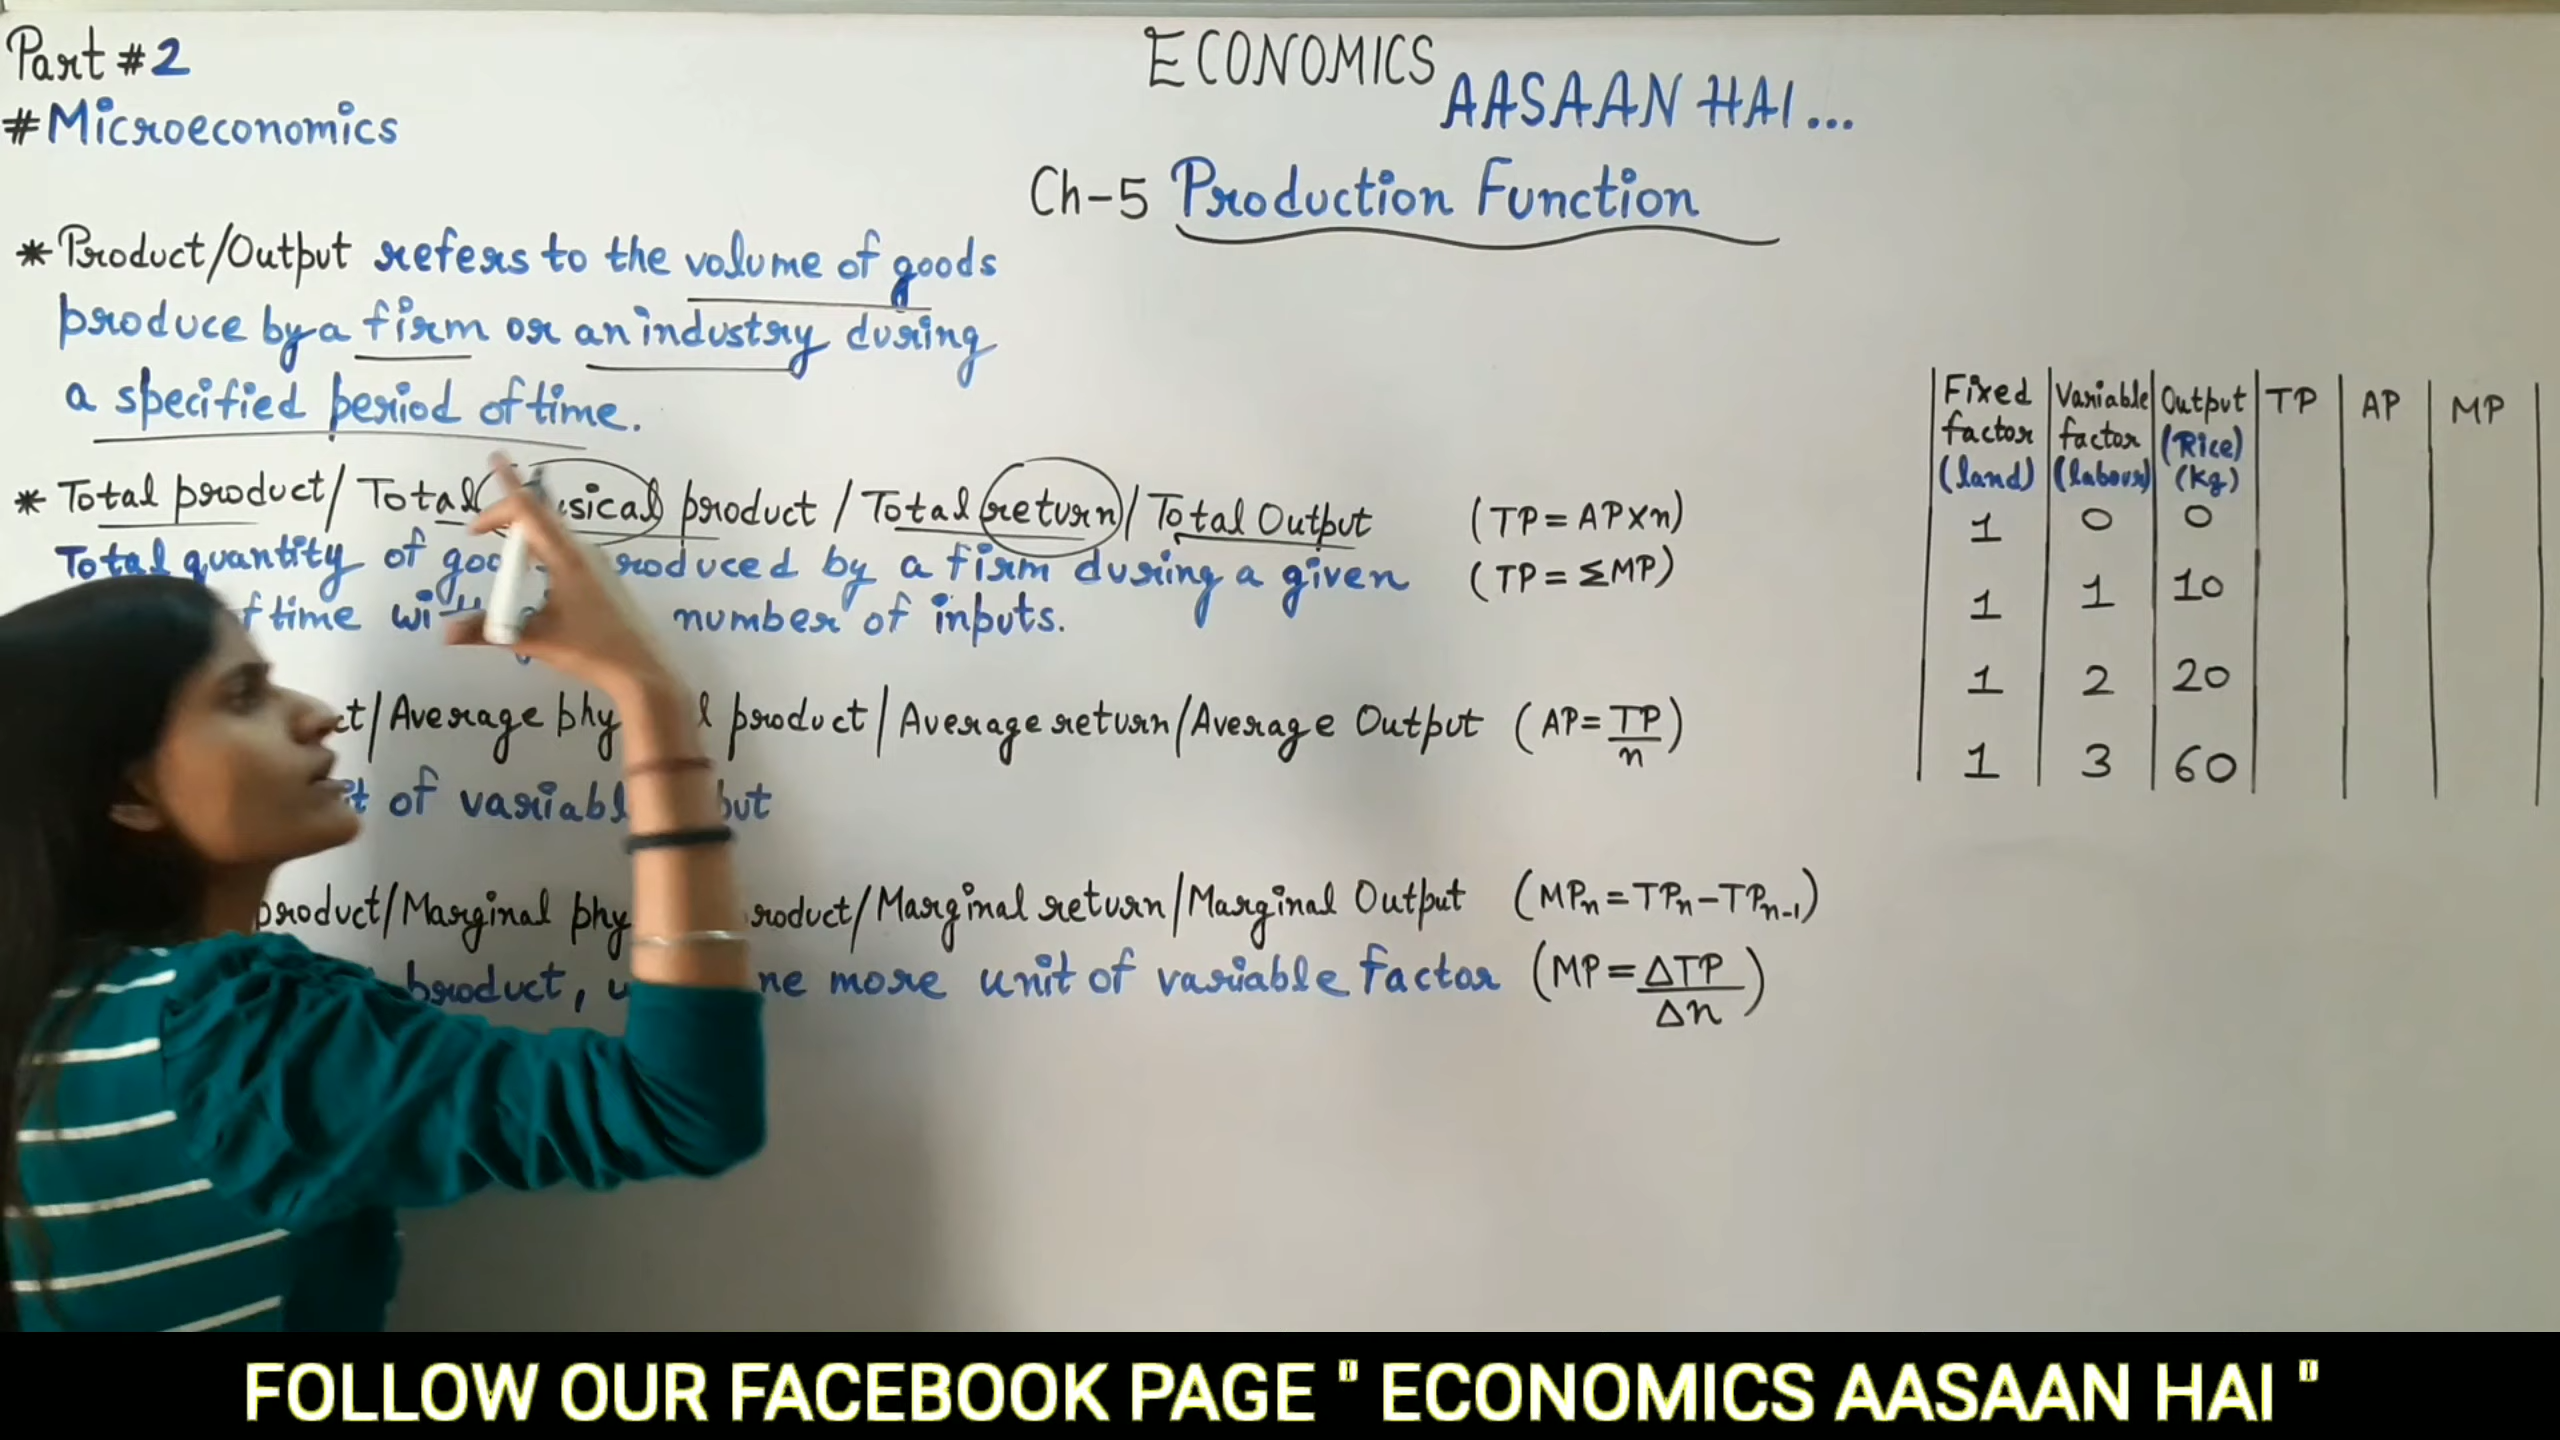 Part #2
#Microeconomics
ECONOMICS
AASAAN HAI...
Ch-5 Production Function
* Product/Output refers to the volume of goods
produce by a firm or an industry during
a specified period of time.
* Total product/ Total sical product / Total return / Total Output (TP = AP×n)
Total quantity of goo roduced by a firm during a given (TP = ΣMP)
f time wi number of inputs.
ct/Average phy l product/Average return/Average Output (AP = TP/n)
it of variabl but
product/Marginal phy roduct/Marginal return/Marginal Output (MPn = TPn - TPn-1)
product, u ne more unit of variable factor (MP = ΔTP/Δn)
Fixed factor (land) | Variable factor (labour) | Output (Rice) (kg) | TP | AP | MP
1 0 0
1 1 10
1 2 20
1 3 60
FOLLOW OUR FACEBOOK PAGE " ECONOMICS AASAAN HAI "